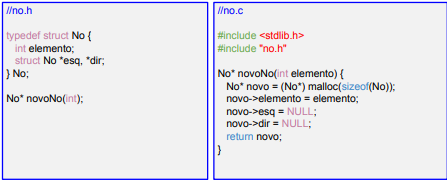 //no.h
typedef struct No {
int elemento;
struct No *esq, *dir;
} No;
No* novoNo(int);
//no.c
#include <stdlib.h>
#include "no.h"
No* novoNo(int elemento) {
No* novo = (No*) malloc(sizeof(No));
novo->elemento = elemento;
novo->esq = NULL;
novo->dir = NULL;
return novo;
}